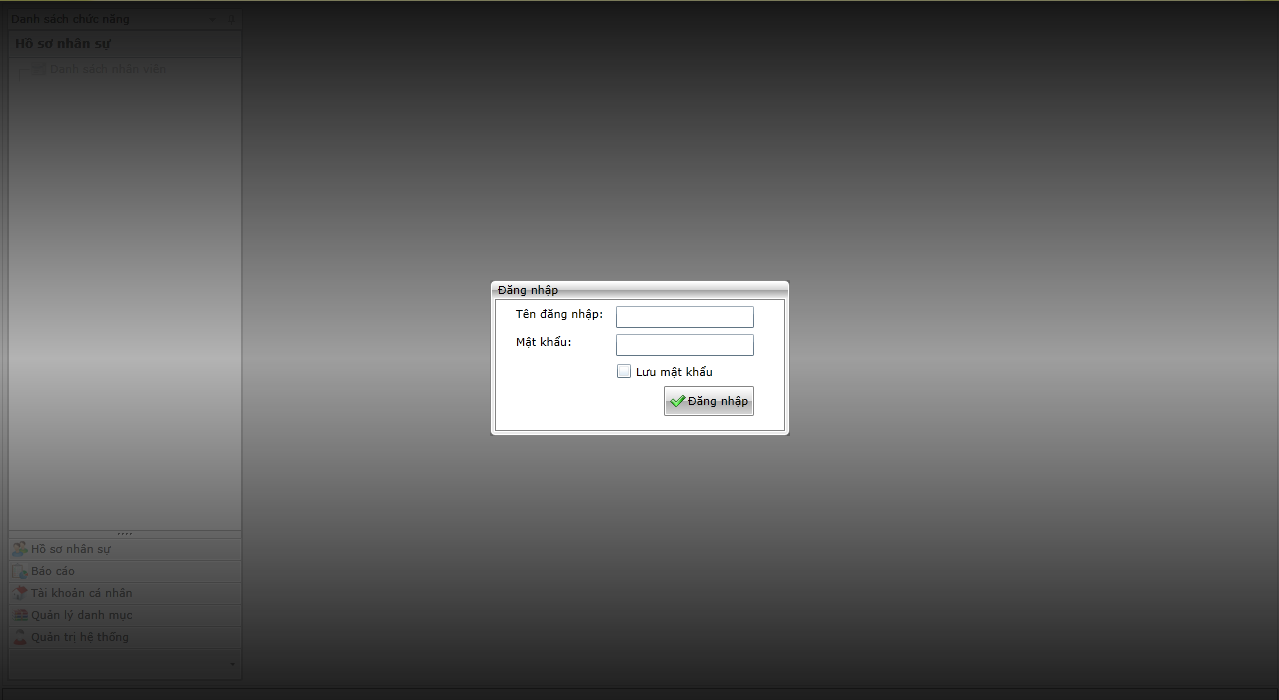 Danh sách chức năng
Hồ sơ nhân sự
Danh sách nhân viên
Đăng nhập
Tên đăng nhập:
Mật khẩu:
Lưu mật khẩu
Đăng nhập
Hồ sơ nhân sự
Báo cáo
Tài khoản cá nhân
Quản lý danh mục
Quản trị hệ thống